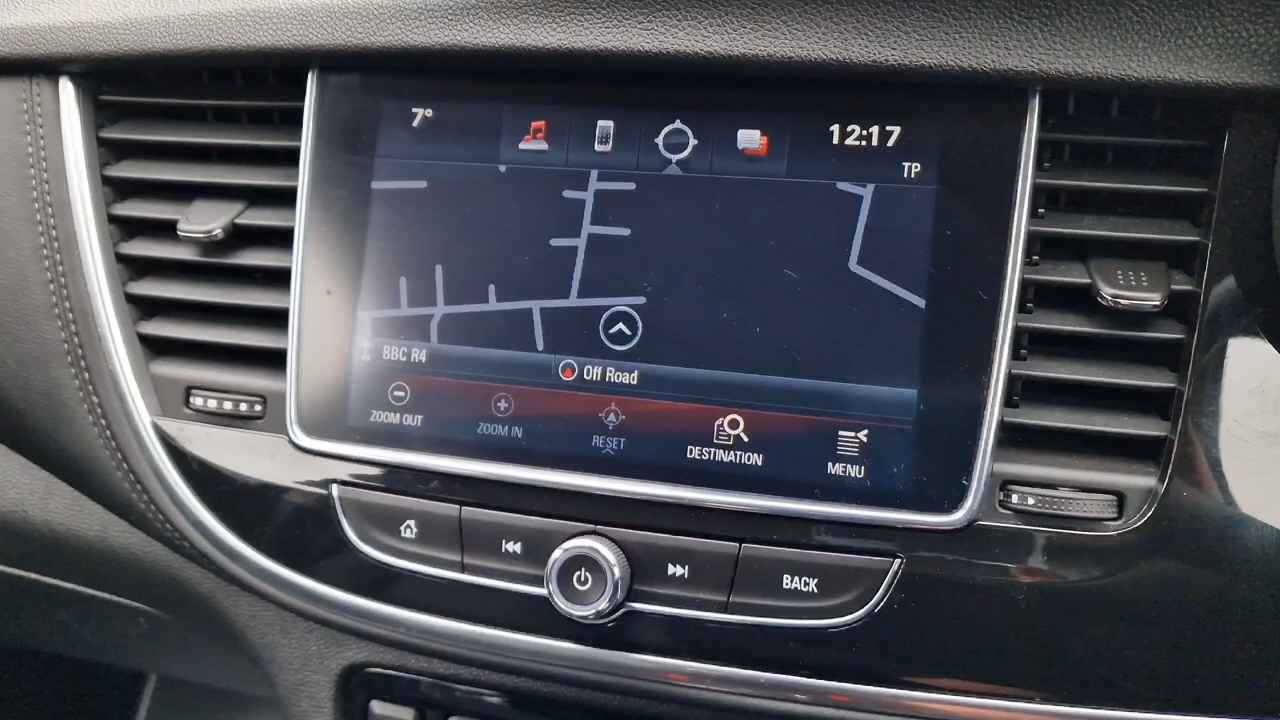 7°
12:17
TP
BBC R4
Off Road
ZOOM OUT
ZOOM IN
RESET
DESTINATION
MENU
BACK